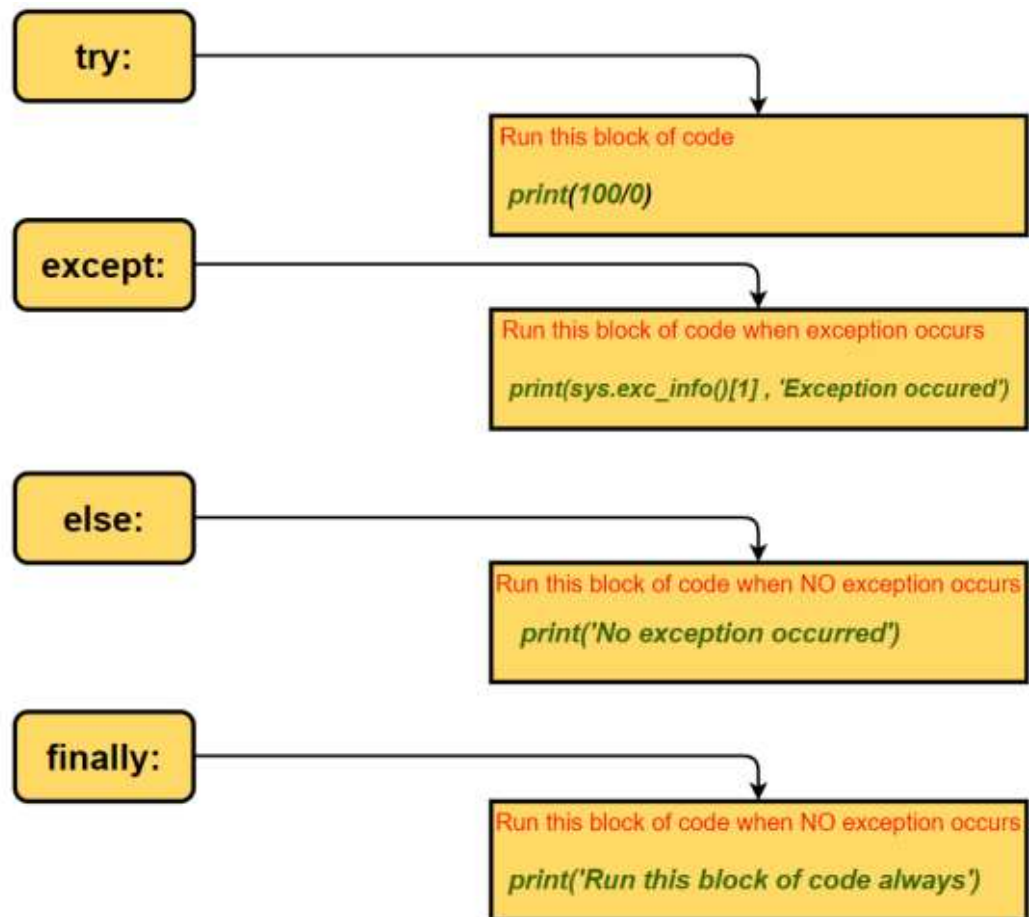 try:
Run this block of code
print(100/0)
except:
Run this block of code when exception occurs
print(sys.exc_info()[1] , 'Exception occured')
else:
Run this block of code when NO exception occurs
print('No exception occurred')
finally:
Run this block of code when NO exception occurs
print('Run this block of code always')